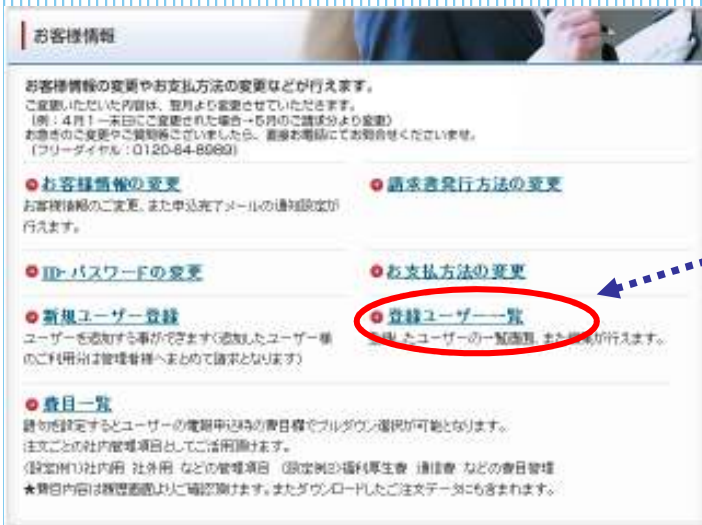 お客様情報
お客様情報の変更やお支払方法の変更などが行えます。
ご変更いただいた内容は、翌月より変更させていただきます。
(例：4月1～末日にご変更された場合→5月のご請求分より変更)
お急ぎのご変更やご質問等ございましたら、直接お電話にてお問合せくださいませ。
(フリーダイヤル：0120-64-8989)
お客様情報の変更
請求書発行方法の変更
お客様情報のご変更、また申込完了メールの通知設定が
行えます。
ID・パスワードの変更
お支払方法の変更
新規ユーザー登録
登録ユーザー一覧
ユーザーを追加する事ができます(追加したユーザー様
のご利用分は管理者様へまとめて請求となります)
登録したユーザーの一覧画面、また編集が行えます。
費目一覧
語句を設定するとユーザーの電報申込時の費目欄でプルダウン選択が可能となります。
注文ごとの社内管理項目としてご活用頂けます。
(設定例1)社内用 社外用 などの管理項目 (設定例2)福利厚生費 通信費 などの費目管理
★費目内容は履歴画面よりご確認頂けます。またダウンロードしたご注文データにも含まれます。